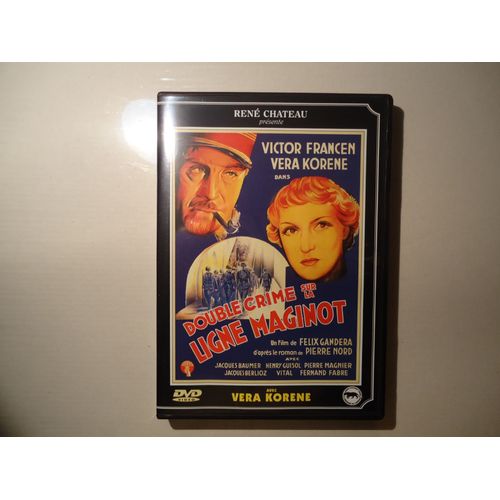 RENÉ CHATEAU
présente
VICTOR FRANCEN
VERA KORENE
DANS
DOUBLE CRIME SUR LA
LIGNE MAGINOT
Un Film de FELIX GANDERA
d'après le roman de PIERRE NORD
AVEC
JACQUES BAUMER HENRY GUISOL PIERRE MAGNIER
JACQUES BERLIOZ VITAL FERNAND FABRE
DVD
VIDEO
avec
VERA KORENE